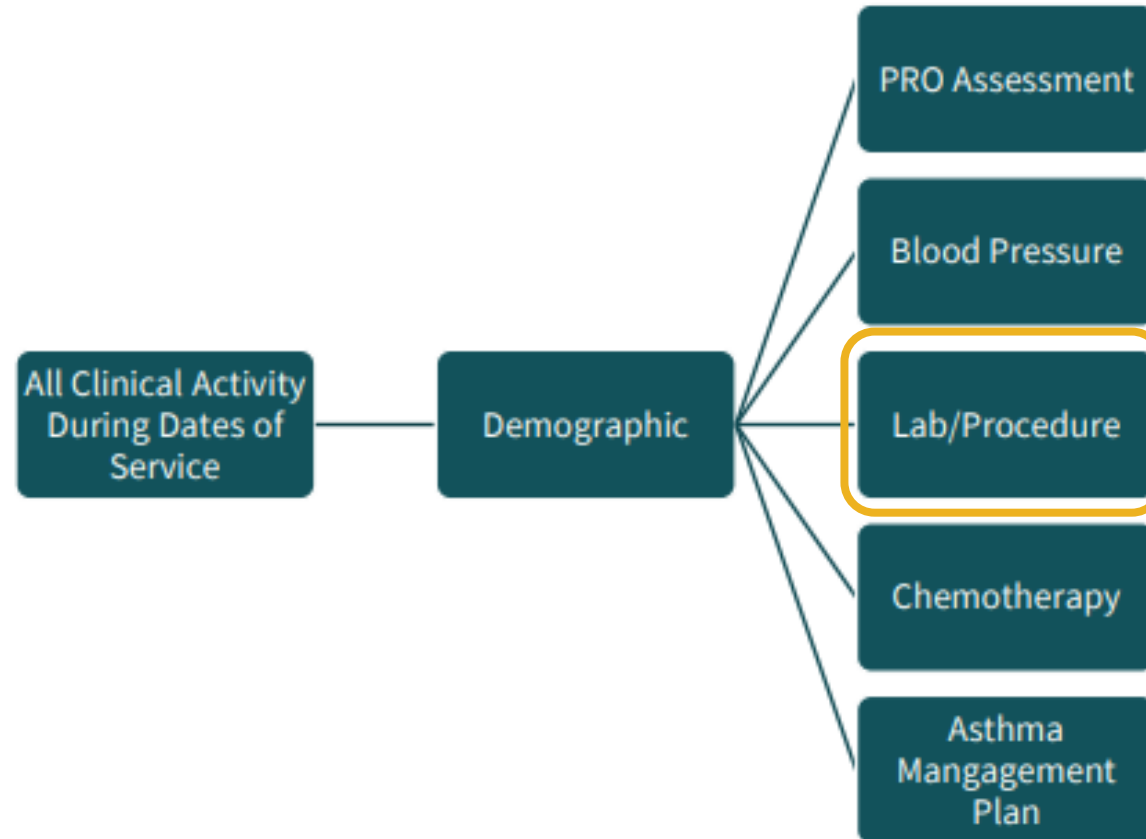 All Clinical Activity
During Dates of
Service
Demographic
PRO Assessment
Blood Pressure
Lab/Procedure
Chemotherapy
Asthma
Mangagement
Plan